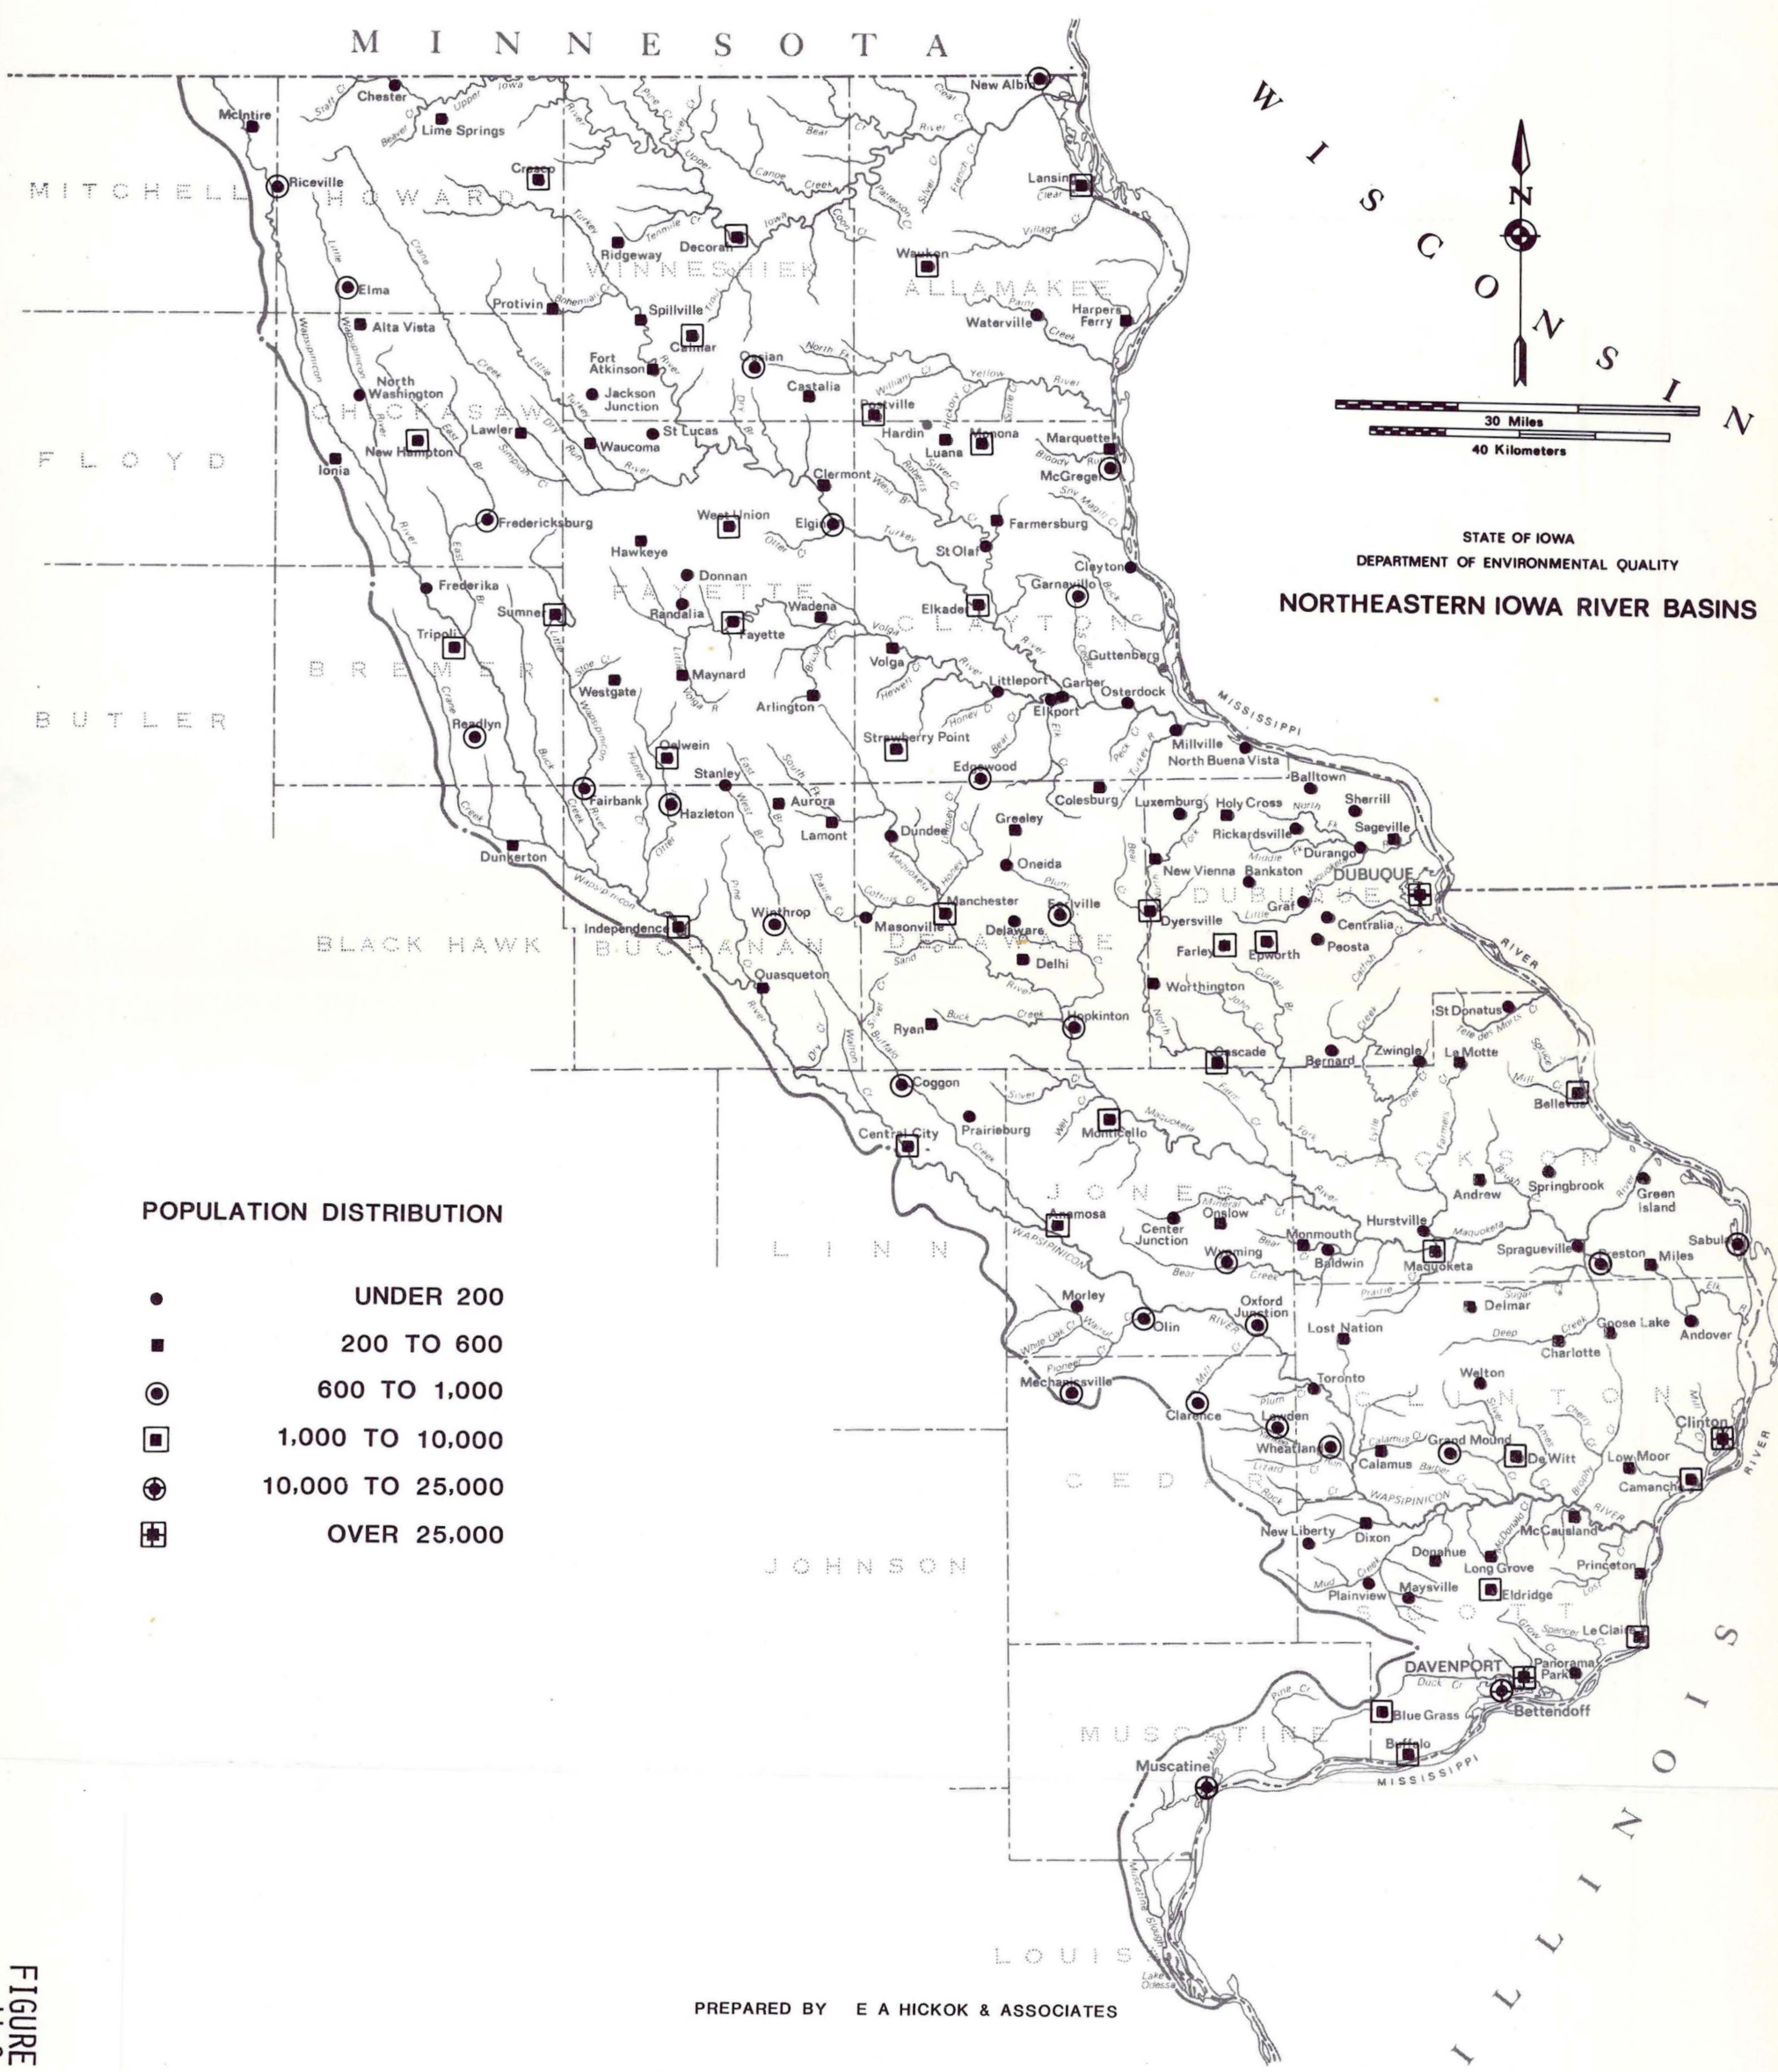 MINNESOTA
WISCONSIN
ILLINOIS
N
30 Miles
40 Kilometers
STATE OF IOWA
DEPARTMENT OF ENVIRONMENTAL QUALITY
NORTHEASTERN IOWA RIVER BASINS
MITCHELL
HOWARD
WINNESHIEK
ALLAMAKEE
FLOYD
CHICKASAW
FAYETTE
CLAYTON
BUTLER
BREMER
BLACK HAWK
BUCHANAN
DELAWARE
DUBUQUE
LINN
JONES
JACKSON
JOHNSON
CEDAR
CLINTON
SCOTT
MUSCATINE
LOUIS
Chester
McIntire
Lime Springs
New Albin
Riceville
Cresco
Lansing
Ridgeway
Decorah
Waukon
Elma
Protivin
Spillville
Waterville
Harpers
Ferry
Alta Vista
Calmar
Fort
Atkinson
Ossian
North
Washington
Jackson
Junction
Castalia
Postville
Lawler
St Lucas
Hardin
Luana
Monona
Marquette
New Hampton
Waucoma
McGregor
Ionia
Clermont
Fredericksburg
West Union
Elgin
Farmersburg
Hawkeye
St Olaf
Clayton
Donnan
Garnavillo
Frederika
Sumner
Randalia
Wadena
Elkader
Tripoli
Fayette
Guttenberg
Volga
Westgate
Maynard
Littleport
Garber
Osterdock
Arlington
Elkport
Readlyn
Strawberry Point
Millville
Oelwein
North Buena Vista
Stanley
Edgewood
Balltown
Fairbank
Hazleton
Aurora
Colesburg
Luxemburg
Holy Cross
Sherrill
Lamont
Dundee
Greeley
Rickardsville
Sageville
Dunkerton
Oneida
Durango
New Vienna
Bankston
DUBUQUE
Graf
Winthrop
Manchester
Earlville
Independence
Masonville
Delaware
Dyersville
Centralia
Farley
Epworth
Peosta
Delhi
Quasqueton
Worthington
St Donatus
Ryan
Hopkinton
Cascade
Bernard
Zwingle
La Motte
Coggon
Bellevue
Prairieburg
Central City
Monticello
Andrew
Springbrook
Green
Island
Anamosa
Center
Junction
Onslow
Hurstville
Monmouth
Wyoming
Baldwin
Maquoketa
Spragueville
Preston
Miles
Sabula
Morley
Oxford
Junction
Delmar
Olin
Lost Nation
Goose Lake
Andover
Charlotte
Mechanicsville
Toronto
Welton
Clarence
Lowden
Clinton
Wheatland
Calamus
Grand Mound
De Witt
Low Moor
Camanche
New Liberty
Dixon
McCausland
Donahue
Long Grove
Princeton
Plainview
Maysville
Eldridge
Le Claire
DAVENPORT
Panorama
Park
Blue Grass
Bettendoff
Buffalo
Muscatine
MISSISSIPPI
RIVER
WAPSIPINICON
RIVER
WAPSIPINICON
RIVER
RIVER
MISSISSIPPI
Muscatine Slough
Lake
Odessa
POPULATION DISTRIBUTION
UNDER 200
200 TO 600
600 TO 1,000
1,000 TO 10,000
10,000 TO 25,000
OVER 25,000
PREPARED BY E A HICKOK & ASSOCIATES
FIGURE